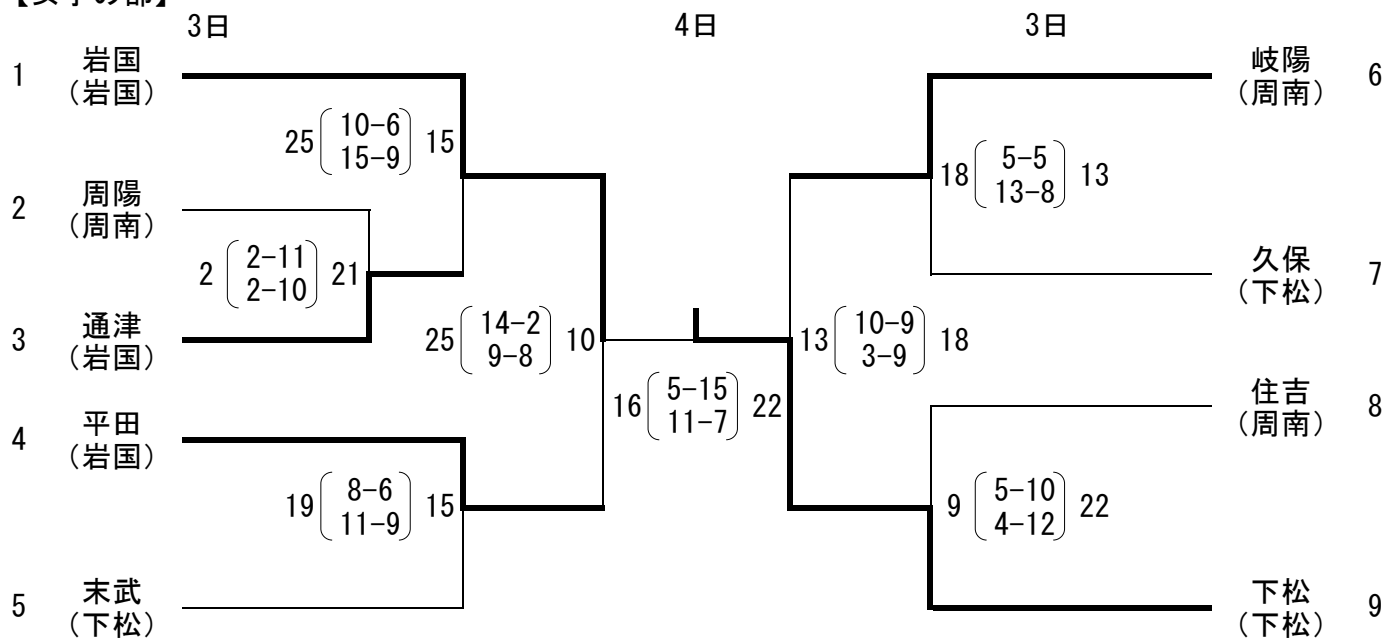 3日 4日 3日
1 岩国 (岩国)
25 (10-6 15-9) 15
2 周陽 (周南)
2 (2-11 2-10) 21
3 通津 (岩国)
25 (14-2 9-8) 10
4 平田 (岩国)
19 (8-6 11-9) 15
5 末武 (下松)
16 (5-15 11-7) 22
岐陽 (周南) 6
18 (5-5 13-8) 13
久保 (下松) 7
13 (10-9 3-9) 18
住吉 (周南) 8
9 (5-10 4-12) 22
下松 (下松) 9